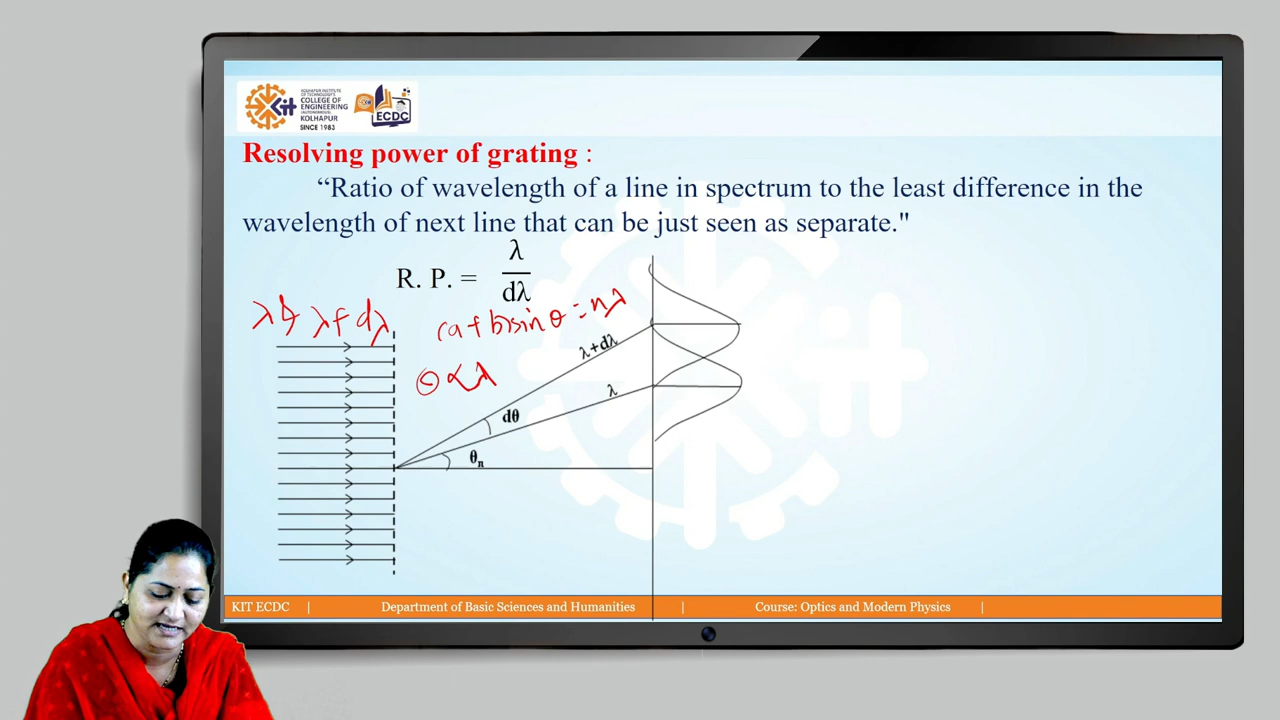 KOLHAPUR INSTITUTE OF TECHNOLOGY'S
COLLEGE OF
ENGINEERING
(AUTONOMOUS)
KOLHAPUR
SINCE 1983
Kit
ECDC
Resolving power of grating :
“Ratio of wavelength of a line in spectrum to the least difference in the
wavelength of next line that can be just seen as separate."
R. P. = λ / dλ
λ & λ+dλ
(a+b)sinθ = nλ
θ ∝ λ
λ+dλ
λ
dθ
θn
KIT ECDC | Department of Basic Sciences and Humanities | Course: Optics and Modern Physics |